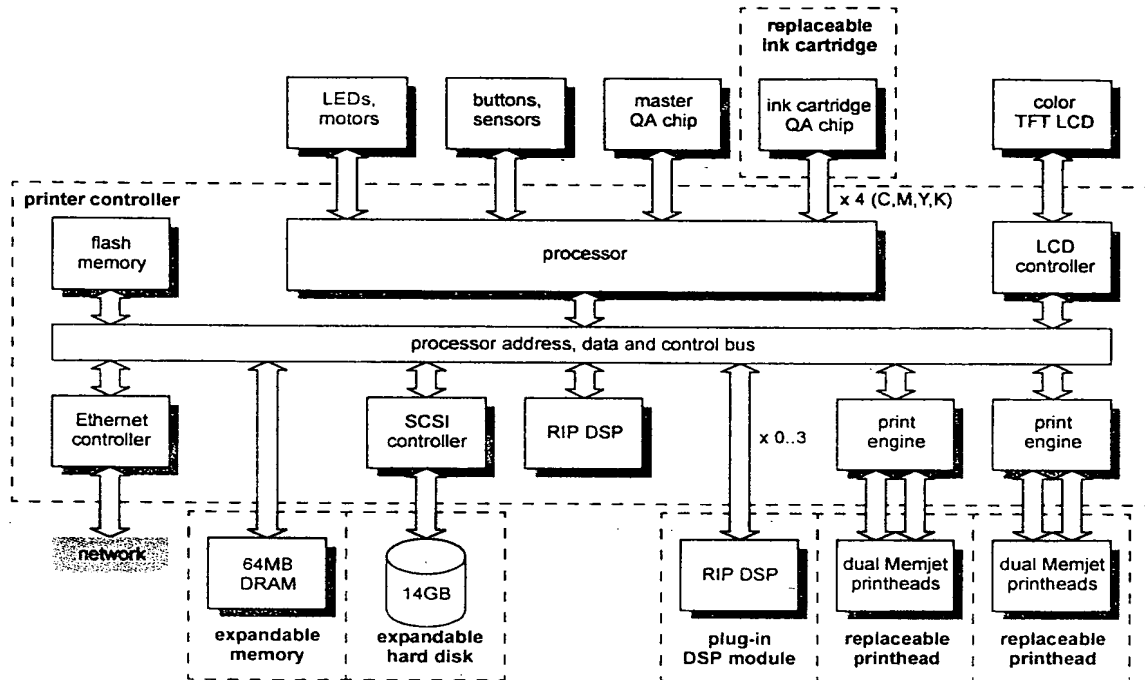 replaceable
ink cartridge
LEDs,
motors
buttons,
sensors
master
QA chip
ink cartridge
QA chip
color
TFT LCD
printer controller
x 4 (C,M,Y,K)
flash
memory
processor
LCD
controller
processor address, data and control bus
Ethernet
controller
SCSI
controller
RIP DSP
x 0..3
print
engine
print
engine
network
64MB
DRAM
14GB
RIP DSP
dual Memjet
printheads
dual Memjet
printheads
expandable
memory
expandable
hard disk
plug-in
DSP module
replaceable
printhead
replaceable
printhead